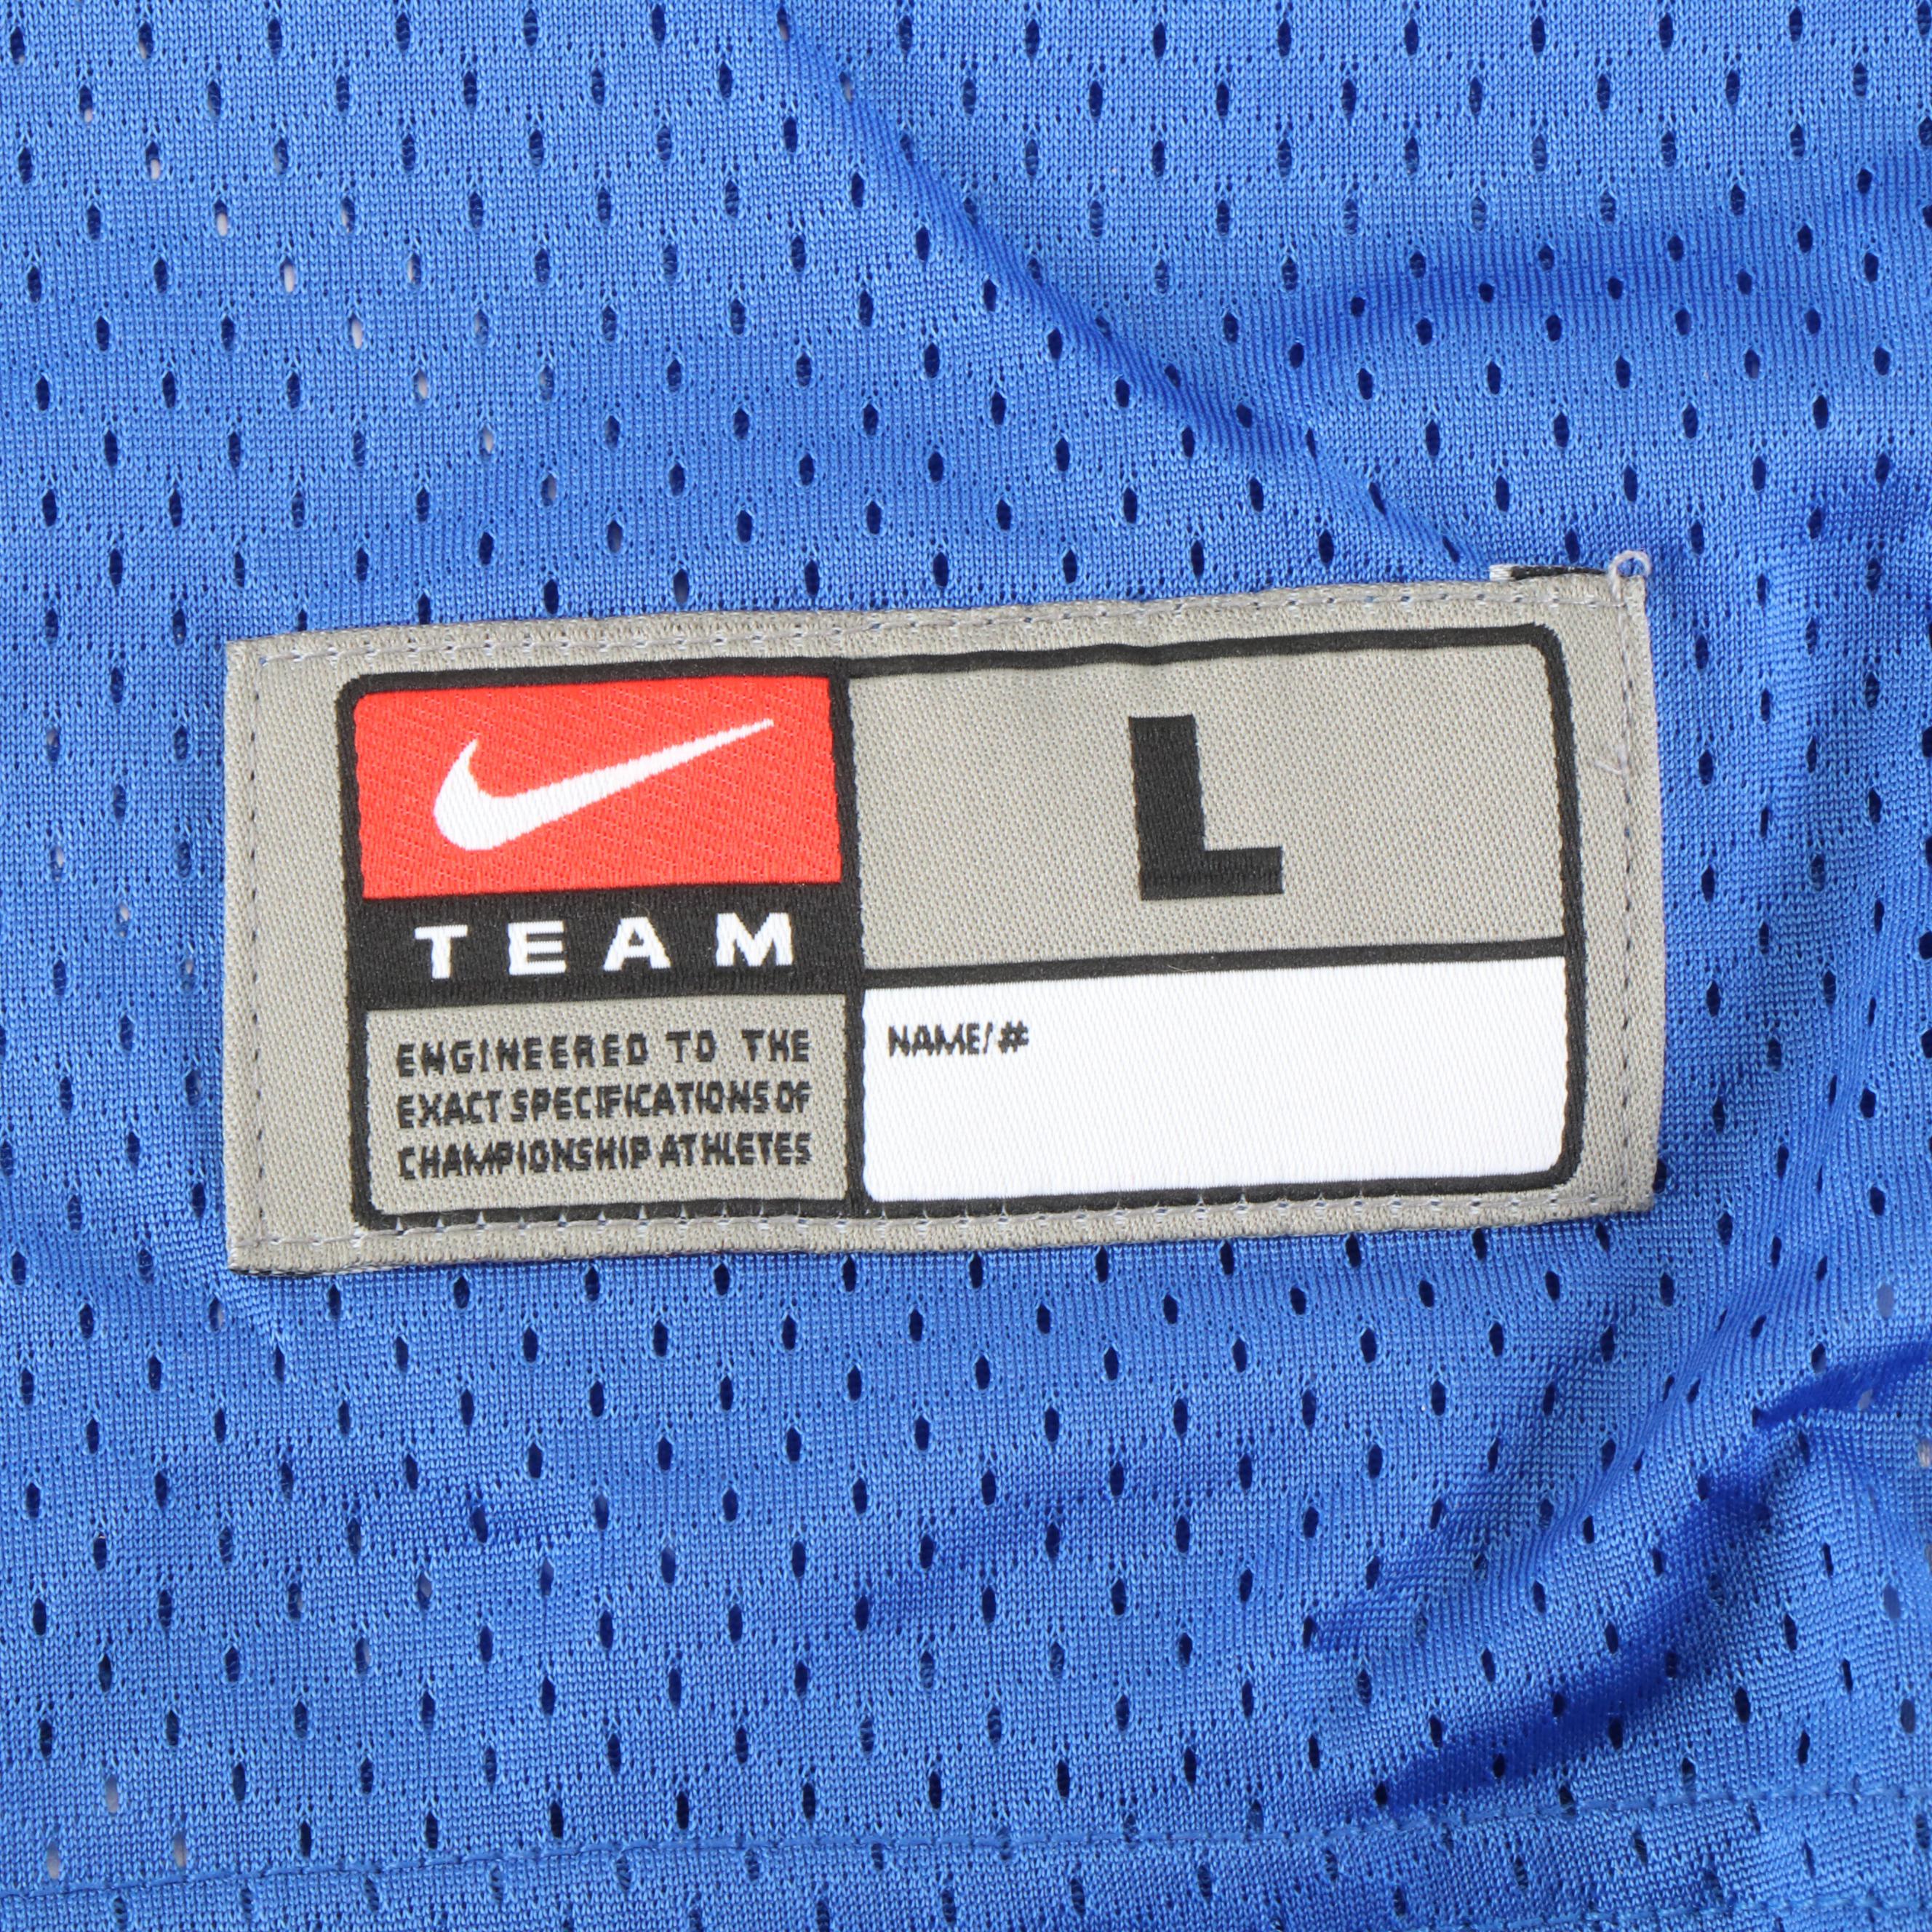 TEAM
ENGINEERED TO THE
EXACT SPECIFICATIONS OF
CHAMPIONSHIP ATHLETES
L
NAME/#